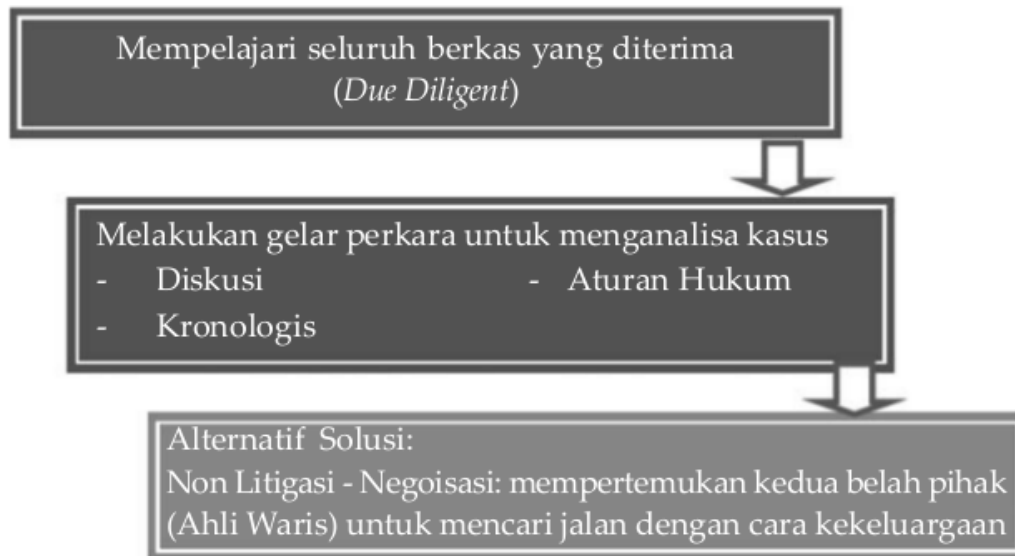 Mempelajari seluruh berkas yang diterima
(Due Diligent)
Melakukan gelar perkara untuk menganalisa kasus
- Diskusi - Aturan Hukum
- Kronologis
Alternatif Solusi:
Non Litigasi - Negoisasi: mempertemukan kedua belah pihak
(Ahli Waris) untuk mencari jalan dengan cara kekeluargaan